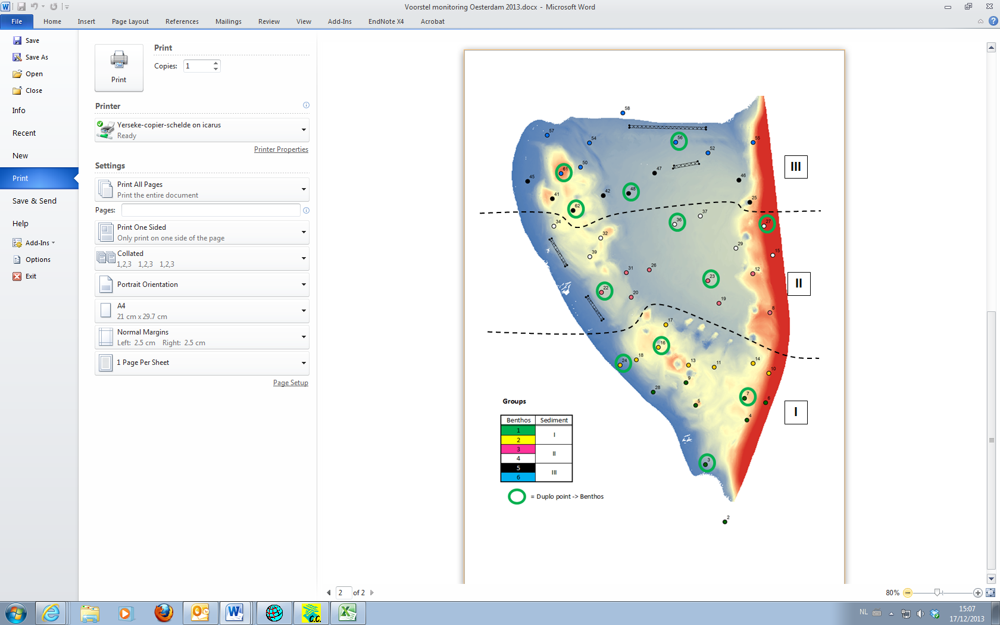 Voorstel monitoring Oesterdam 2013.docx - Microsoft Word
File Home Insert Page Layout References Mailings Review View Add-Ins EndNote X4 Acrobat
Save
Save As
Open
Close
Info
Recent
New
Print
Save & Send
Help
Add-Ins
Options
Exit
Print
Print
Copies: 1
Printer
Yerseke-copier-schelde on icarus
Ready
Printer Properties
Settings
Print All Pages
Print the entire document
Pages:
Print One Sided
Only print on one side of the page
Collated
1,2,3 1,2,3 1,2,3
Portrait Orientation
A4
21 cm x 29.7 cm
Normal Margins
Left: 2.5 cm Right: 2.5 cm
1 Page Per Sheet
Page Setup
58
57
54
56
55
52
50
61
47
45
46
48
42
41
25
62
37
34
36
27
32
29
39
15
26
31
12
23
22
20
19
8
17
16
18
24
13
11
14
10
9
28
7
6
5
4
3
2
III
II
I
Groups
Benthos Sediment
1
I
2
3
II
4
5
III
6
= Duplo point -> Benthos
2 of 2
80%
C.C.
NL
15:07
17/12/2013